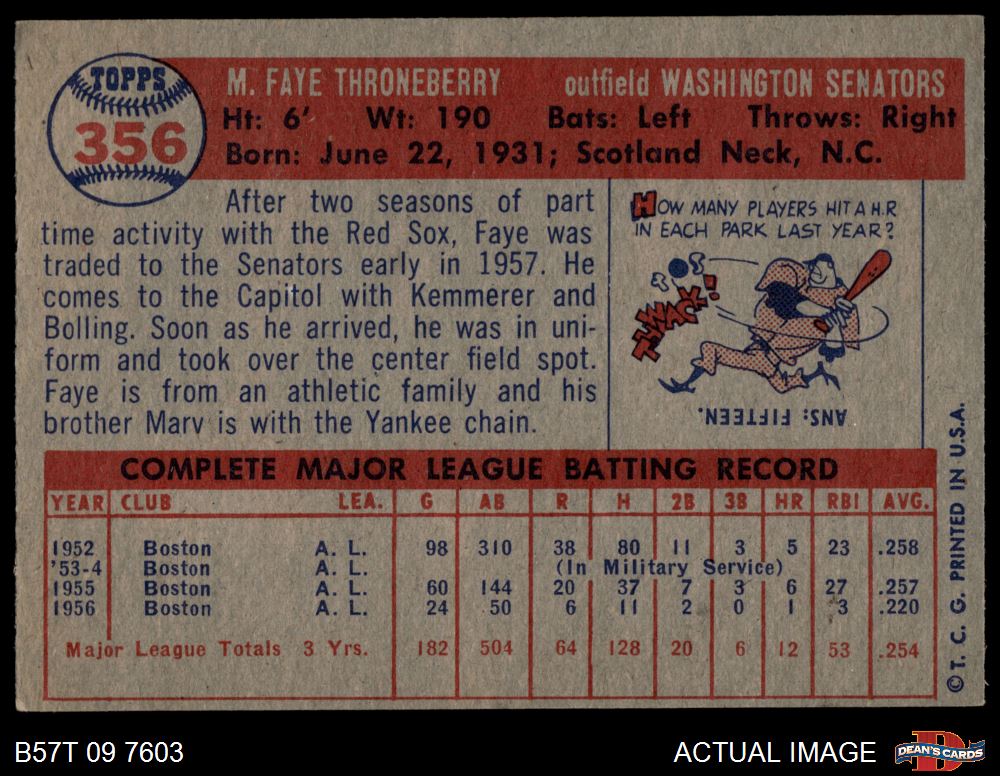 TOPPS
356
M. FAYE THRONEBERRY outfield WASHINGTON SENATORS
Ht: 6' Wt: 190 Bats: Left Throws: Right
Born: June 22, 1931; Scotland Neck, N.C.
After two seasons of part
time activity with the Red Sox, Faye was
traded to the Senators early in 1957. He
comes to the Capitol with Kemmerer and
Bolling. Soon as he arrived, he was in uni-
form and took over the center field spot.
Faye is from an athletic family and his
brother Marv is with the Yankee chain.
HOW MANY PLAYERS HIT A H.R
IN EACH PARK LAST YEAR?
THWACK!
ANS: FIFTEEN.
COMPLETE MAJOR LEAGUE BATTING RECORD
YEAR CLUB LEA. G AB R H 2B 3B HR RBI AVG.
1952 Boston A. L. 98 310 38 80 11 3 5 23 .258
'53-4 Boston A. L. (In Military Service)
1955 Boston A. L. 60 144 20 37 7 3 6 27 .257
1956 Boston A. L. 24 50 6 11 2 0 1 3 .220
Major League Totals 3 Yrs. 182 504 64 128 20 6 12 53 .254
© T. C. G. PRINTED IN U.S.A.
B57T 09 7603
ACTUAL IMAGE
DEAN'S CARDS